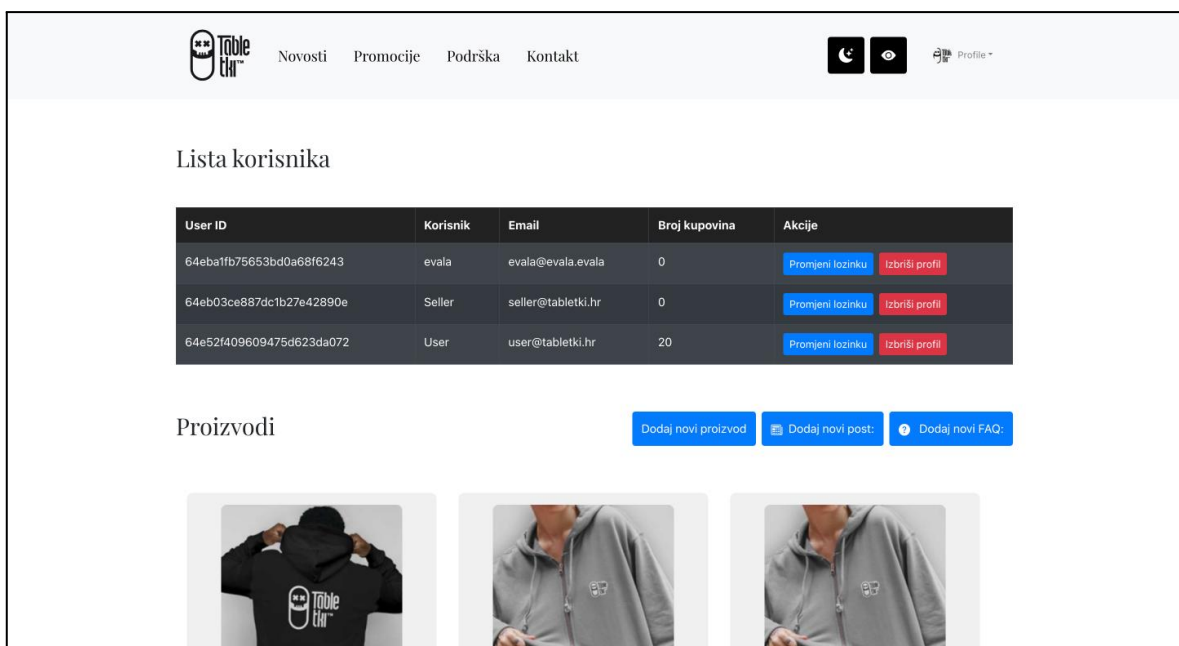 Table
tki™
Novosti Promocije Podrška Kontakt
Profile
Lista korisnika
User ID Korisnik Email Broj kupovina Akcije
64eba1fb75653bd0a68f6243 evala evala@evala.evala 0 Promjeni lozinku Izbriši profil
64eb03ce887dc1b27e42890e Seller seller@tabletki.hr 0 Promjeni lozinku Izbriši profil
64e52f409609475d623da072 User user@tabletki.hr 20 Promjeni lozinku Izbriši profil
Proizvodi
Dodaj novi proizvod Dodaj novi post: Dodaj novi FAQ:
Table
tki™